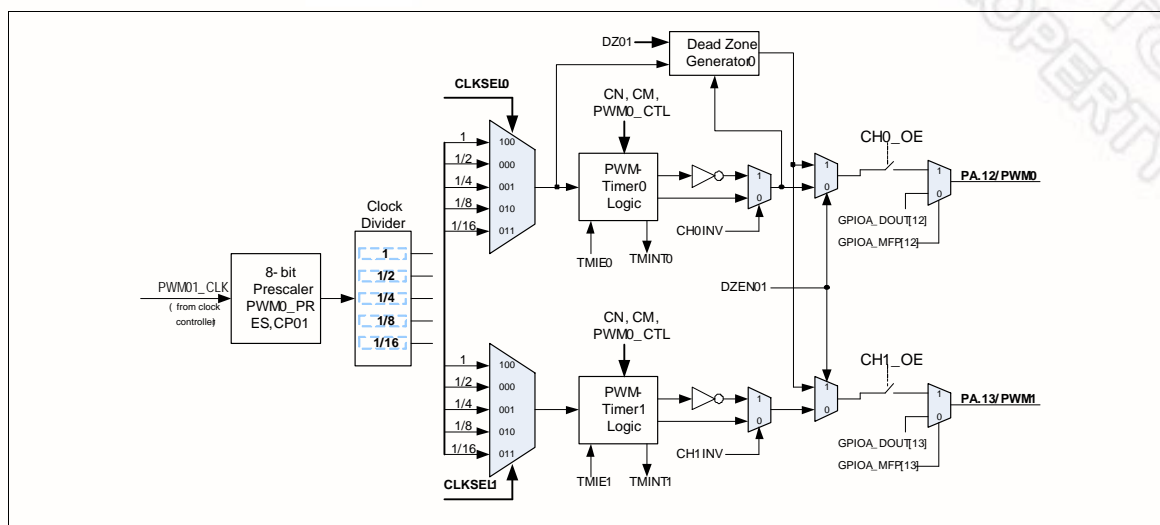 TO
PROPERTY
DZ01
Dead Zone
Generator0
CLKSEL0
CN, CM,
PWM0_CTL
1
1/2
1/4
1/8
1/16
100
000
001
010
011
PWM-
Timer0
Logic
1
0
CH0INV
TMIE0
TMINT0
1
0
CH0_OE
1
0
PA.12/PWM0
GPIOA_DOUT[12]
GPIOA_MFP[12]
Clock
Divider
1
1/2
1/4
1/8
1/16
PWM01_CLK
( from clock
controller)
8- bit
Prescaler
PWM0_PR
ES,CP01
DZEN01
CN, CM,
PWM0_CTL
1
1/2
1/4
1/8
1/16
100
000
001
010
011
CLKSEL1
PWM-
Timer1
Logic
1
0
CH1INV
TMIE1
TMINT1
1
0
CH1_OE
1
0
PA.13/PWM1
GPIOA_DOUT[13]
GPIOA_MFP[13]